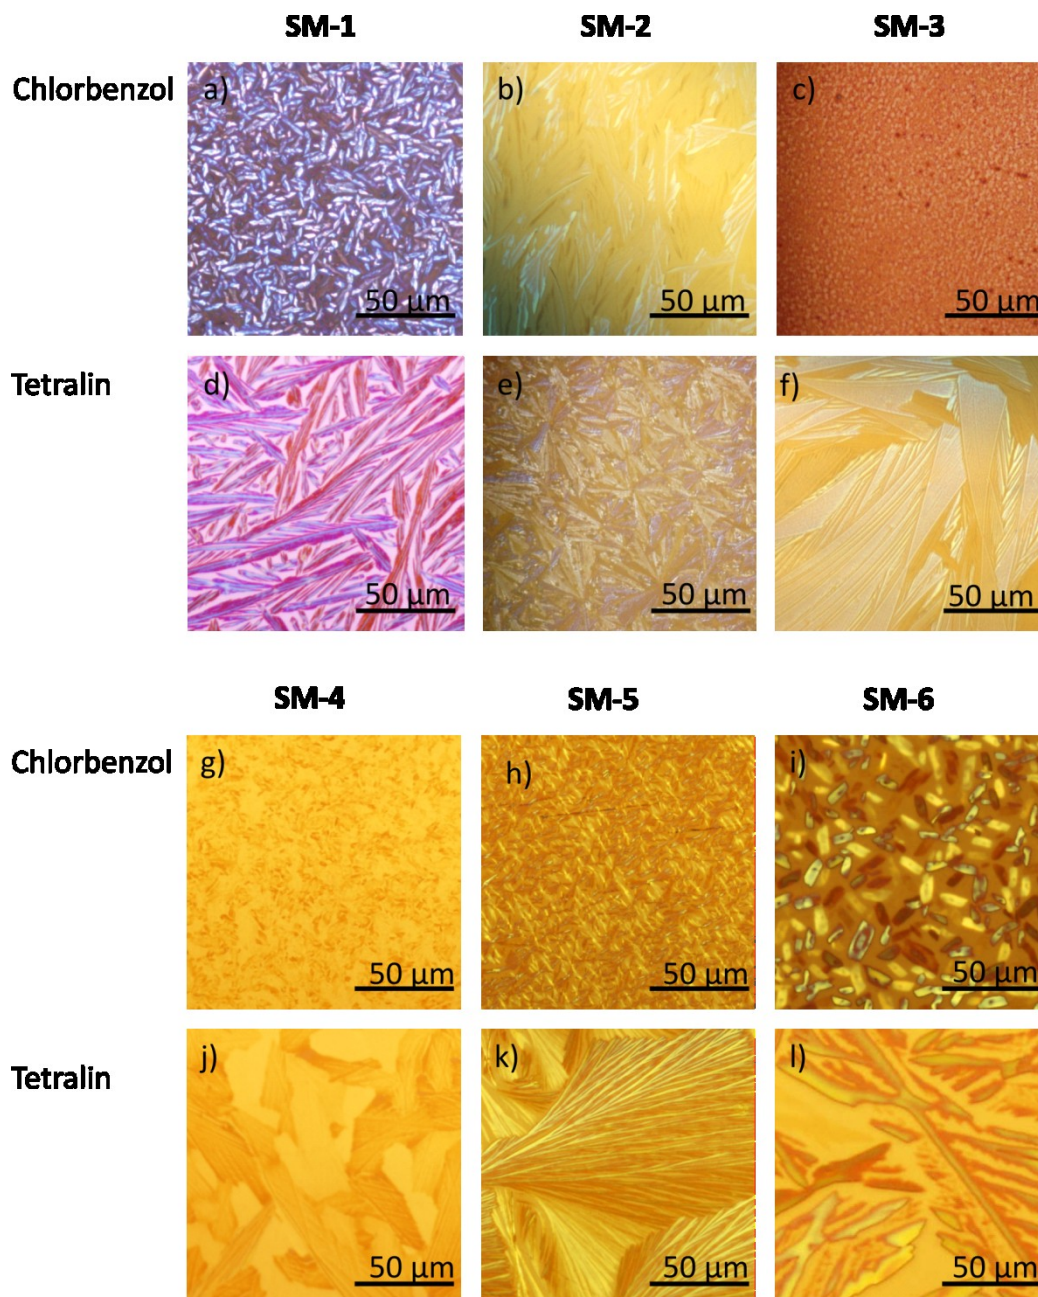 SM-1 SM-2 SM-3
Chlorbenzol a) b) c)
50 µm 50 µm 50 µm
Tetralin d) e) f)
50 µm 50 µm 50 µm
SM-4 SM-5 SM-6
Chlorbenzol g) h) i)
50 µm 50 µm 50 µm
Tetralin j) k) l)
50 µm 50 µm 50 µm